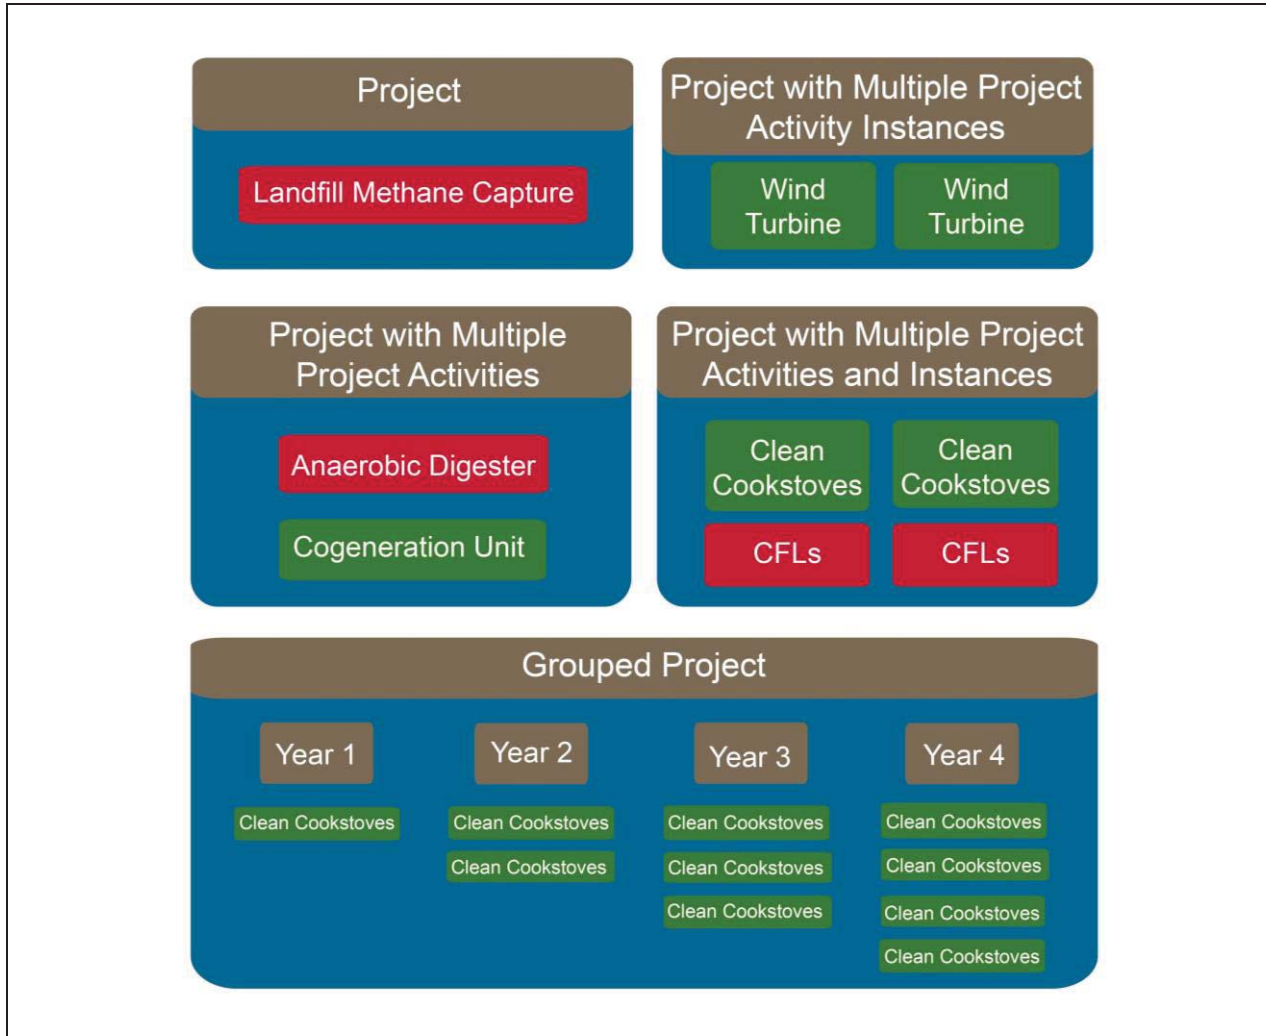 Project
Landfill Methane Capture
Project with Multiple Project
Activity Instances
Wind
Turbine
Wind
Turbine
Project with Multiple
Project Activities
Anaerobic Digester
Cogeneration Unit
Project with Multiple Project
Activities and Instances
Clean
Cookstoves
Clean
Cookstoves
CFLs
CFLs
Grouped Project
Year 1
Clean Cookstoves
Year 2
Clean Cookstoves
Clean Cookstoves
Year 3
Clean Cookstoves
Clean Cookstoves
Clean Cookstoves
Year 4
Clean Cookstoves
Clean Cookstoves
Clean Cookstoves
Clean Cookstoves